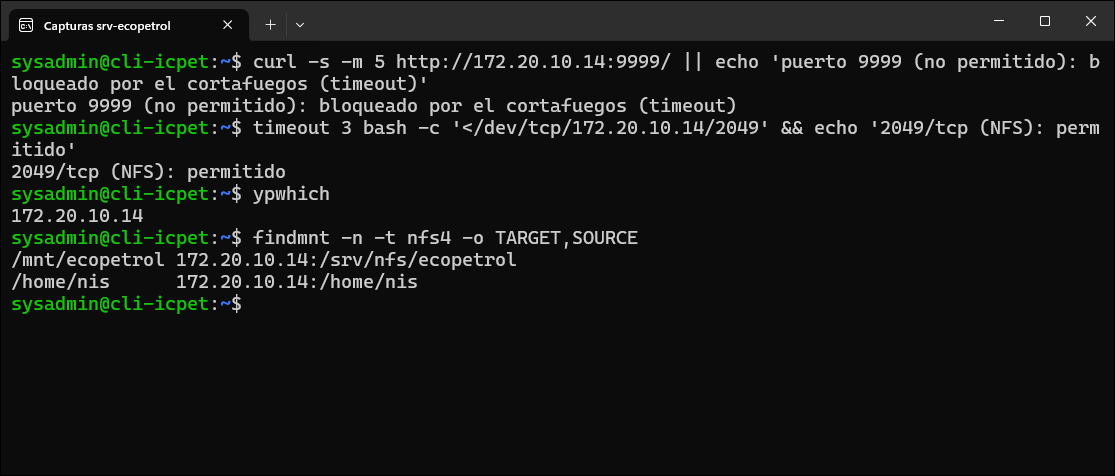 Capturas srv-ecopetrol
sysadmin@cli-icpet:~$ curl -s -m 5 http://172.20.10.14:9999/ || echo 'puerto 9999 (no permitido): b
loqueado por el cortafuegos (timeout)'
puerto 9999 (no permitido): bloqueado por el cortafuegos (timeout)
sysadmin@cli-icpet:~$ timeout 3 bash -c '</dev/tcp/172.20.10.14/2049' && echo '2049/tcp (NFS): perm
itido'
2049/tcp (NFS): permitido
sysadmin@cli-icpet:~$ ypwhich
172.20.10.14
sysadmin@cli-icpet:~$ findmnt -n -t nfs4 -o TARGET,SOURCE
/mnt/ecopetrol 172.20.10.14:/srv/nfs/ecopetrol
/home/nis      172.20.10.14:/home/nis
sysadmin@cli-icpet:~$